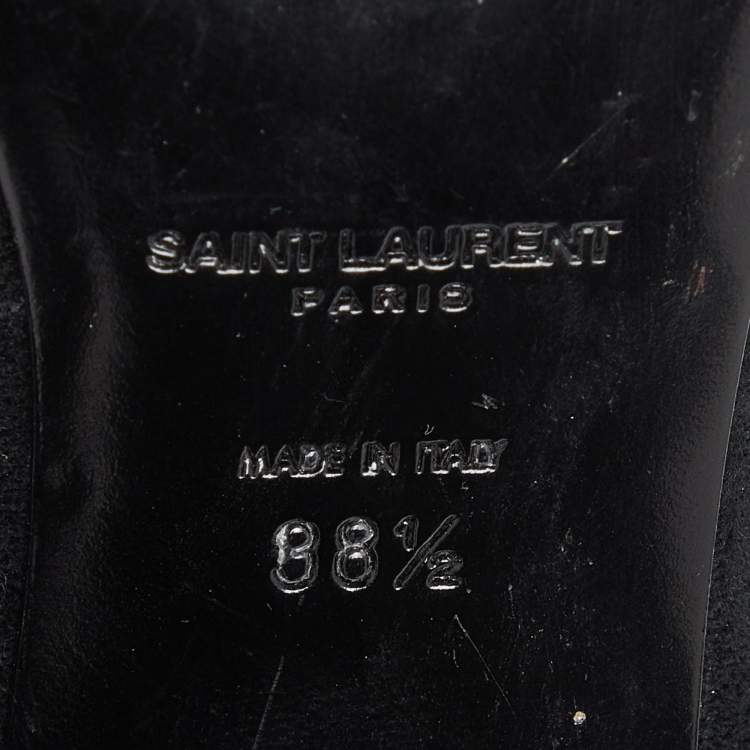 SAINT LAURENT
PARIS
MADE IN ITALY
38½